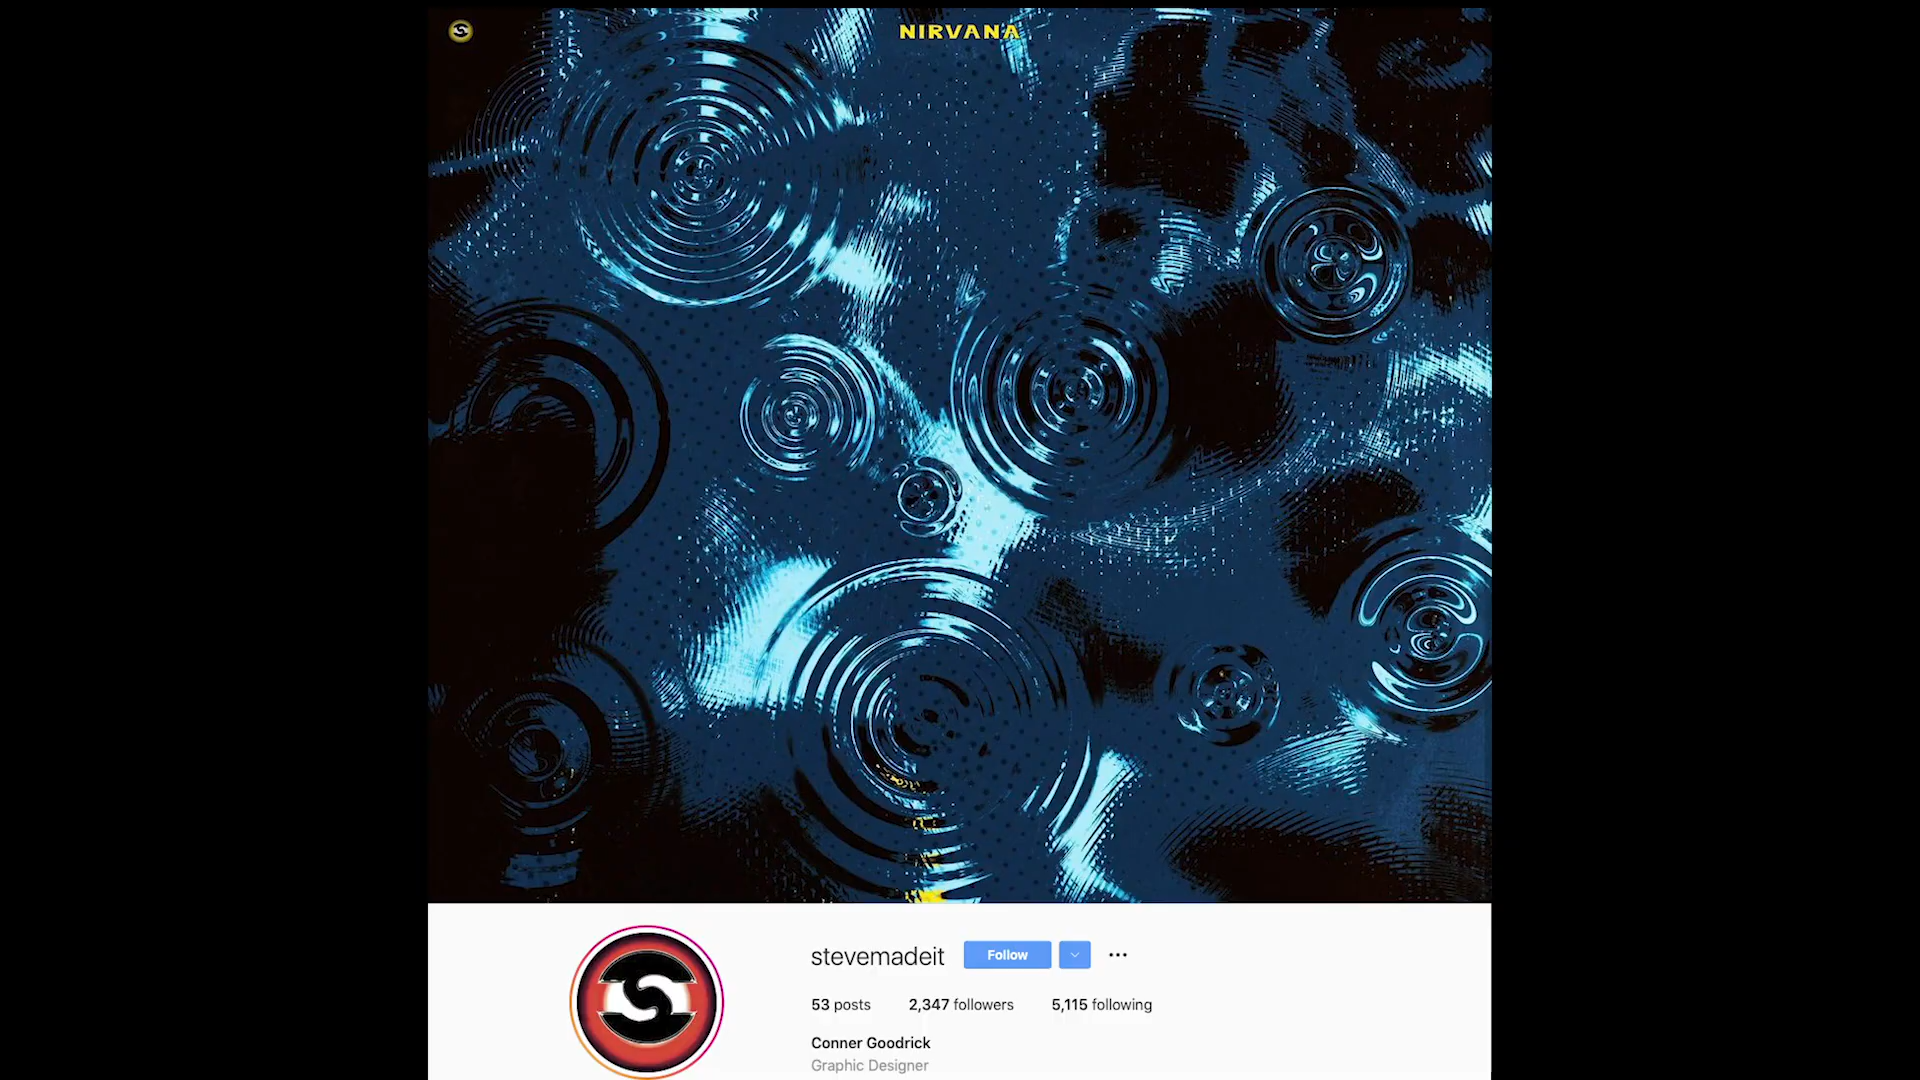 NIRVANA
stevemadeit Follow
53 posts 2,347 followers 5,115 following
Conner Goodrick
Graphic Designer